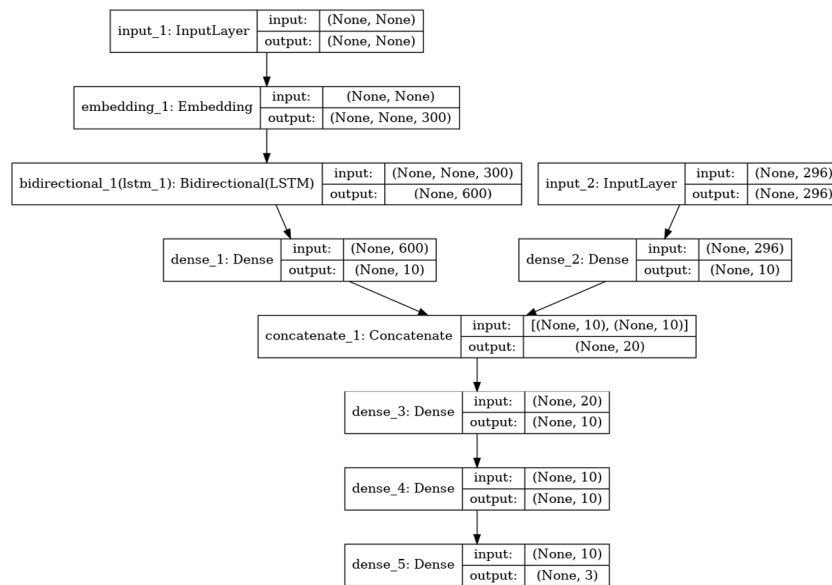 input_1: InputLayer
input: (None, None)
output: (None, None)
embedding_1: Embedding
input: (None, None)
output: (None, None, 300)
bidirectional_1(lstm_1): Bidirectional(LSTM)
input: (None, None, 300)
output: (None, 600)
input_2: InputLayer
input: (None, 296)
output: (None, 296)
dense_1: Dense
input: (None, 600)
output: (None, 10)
dense_2: Dense
input: (None, 296)
output: (None, 10)
concatenate_1: Concatenate
input: [(None, 10), (None, 10)]
output: (None, 20)
dense_3: Dense
input: (None, 20)
output: (None, 10)
dense_4: Dense
input: (None, 10)
output: (None, 10)
dense_5: Dense
input: (None, 10)
output: (None, 3)